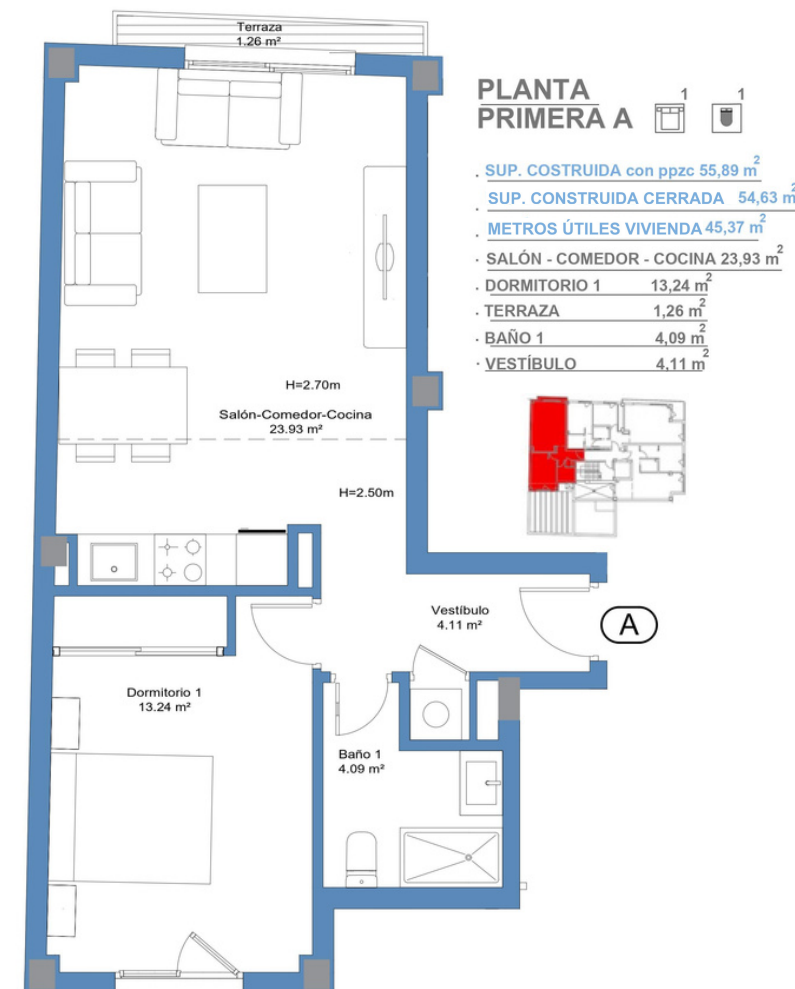 Terraza
1.26 m²
PLANTA
PRIMERA A
1
1
. SUP. COSTRUIDA con ppzc 55,89 m²
. SUP. CONSTRUIDA CERRADA 54,63 m²
. METROS ÚTILES VIVIENDA 45,37 m²
· SALÓN - COMEDOR - COCINA 23,93 m²
· DORMITORIO 1 13,24 m²
· TERRAZA 1,26 m²
· BAÑO 1 4,09 m²
· VESTÍBULO 4,11 m²
H=2.70m
Salón-Comedor-Cocina
23.93 m²
H=2.50m
Vestíbulo
4.11 m²
A
Dormitorio 1
13.24 m²
Baño 1
4.09 m²